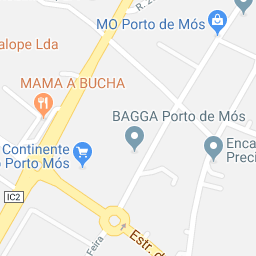 R. 2
MO Porto de Mós
alope Lda
MAMA A BUCHA
BAGGA Porto de Mós
Enca
Preci
Continente
Porto Mós
IC2
Estr. d
Feira